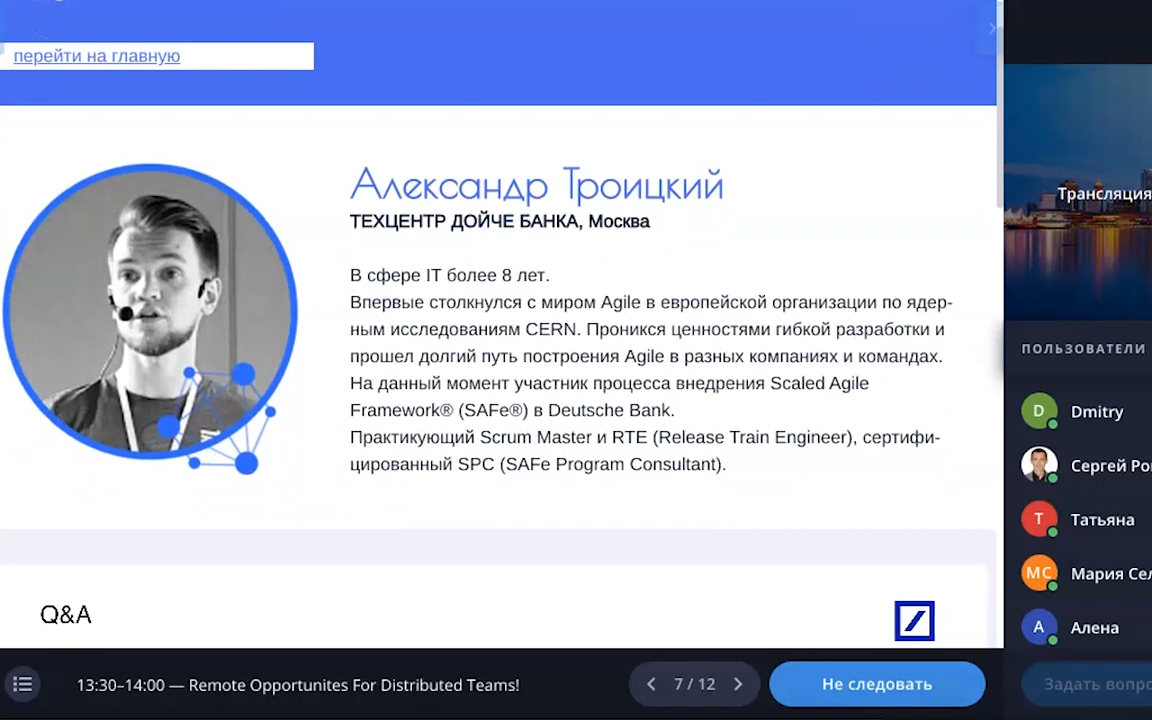 перейти на главную
Александр Троицкий
ТЕХЦЕНТР ДОЙЧЕ БАНКА, Москва
В сфере IT более 8 лет.
Впервые столкнулся с миром Agile в европейской организации по ядер-
ным исследованиям CERN. Проникся ценностями гибкой разработки и
прошел долгий путь построения Agile в разных компаниях и командах.
На данный момент участник процесса внедрения Scaled Agile
Framework® (SAFe®) в Deutsche Bank.
Практикующий Scrum Master и RTE (Release Train Engineer), сертифи-
цированный SPC (SAFe Program Consultant).
Q&A
13:30–14:00 — Remote Opportunites For Distributed Teams!
7 / 12
Не следовать
Трансляция
ПОЛЬЗОВАТЕЛИ
D Dmitry
Сергей
Т Татьяна
МС Мария
А Алена
Задать